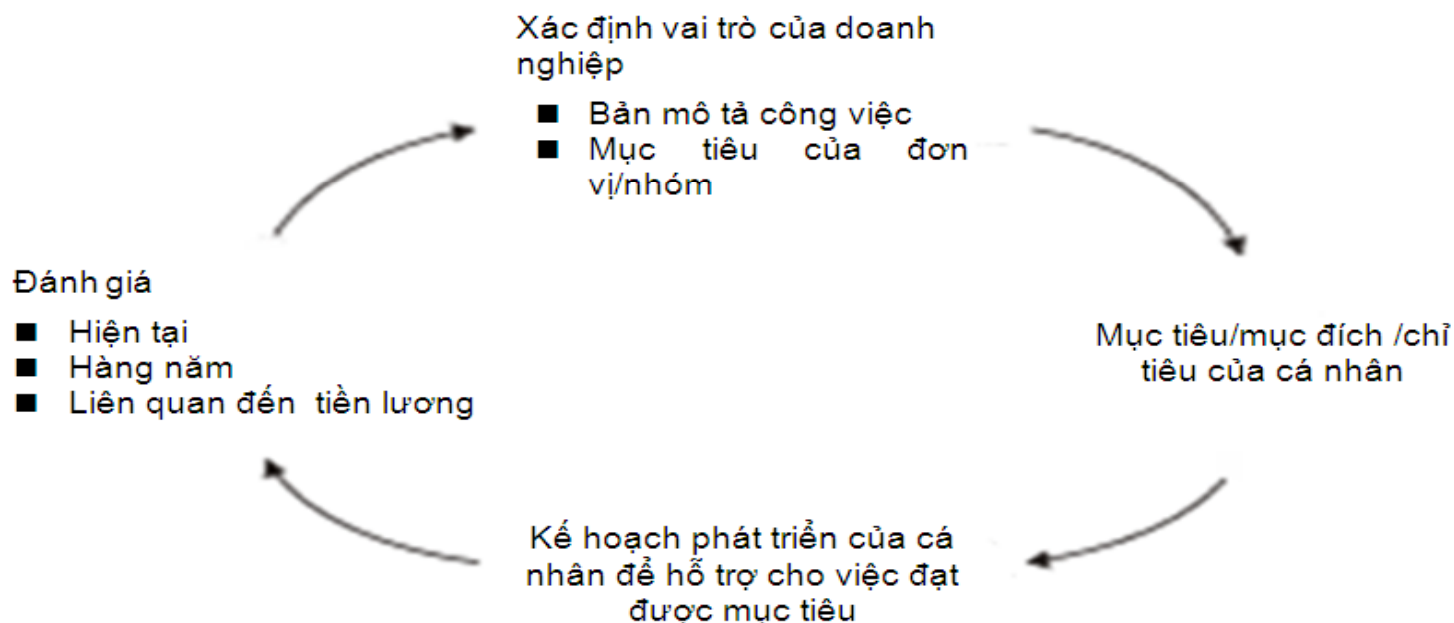 Xác định vai trò của doanh
nghiệp
■ Bản mô tả công việc
■ Mục tiêu của đơn
vị/nhóm
Đánh giá
■ Hiện tại
■ Hàng năm
■ Liên quan đến tiền lương
Mục tiêu/mục đích /chỉ
tiêu của cá nhân
Kế hoạch phát triển của cá
nhân để hỗ trợ cho việc đạt
được mục tiêu